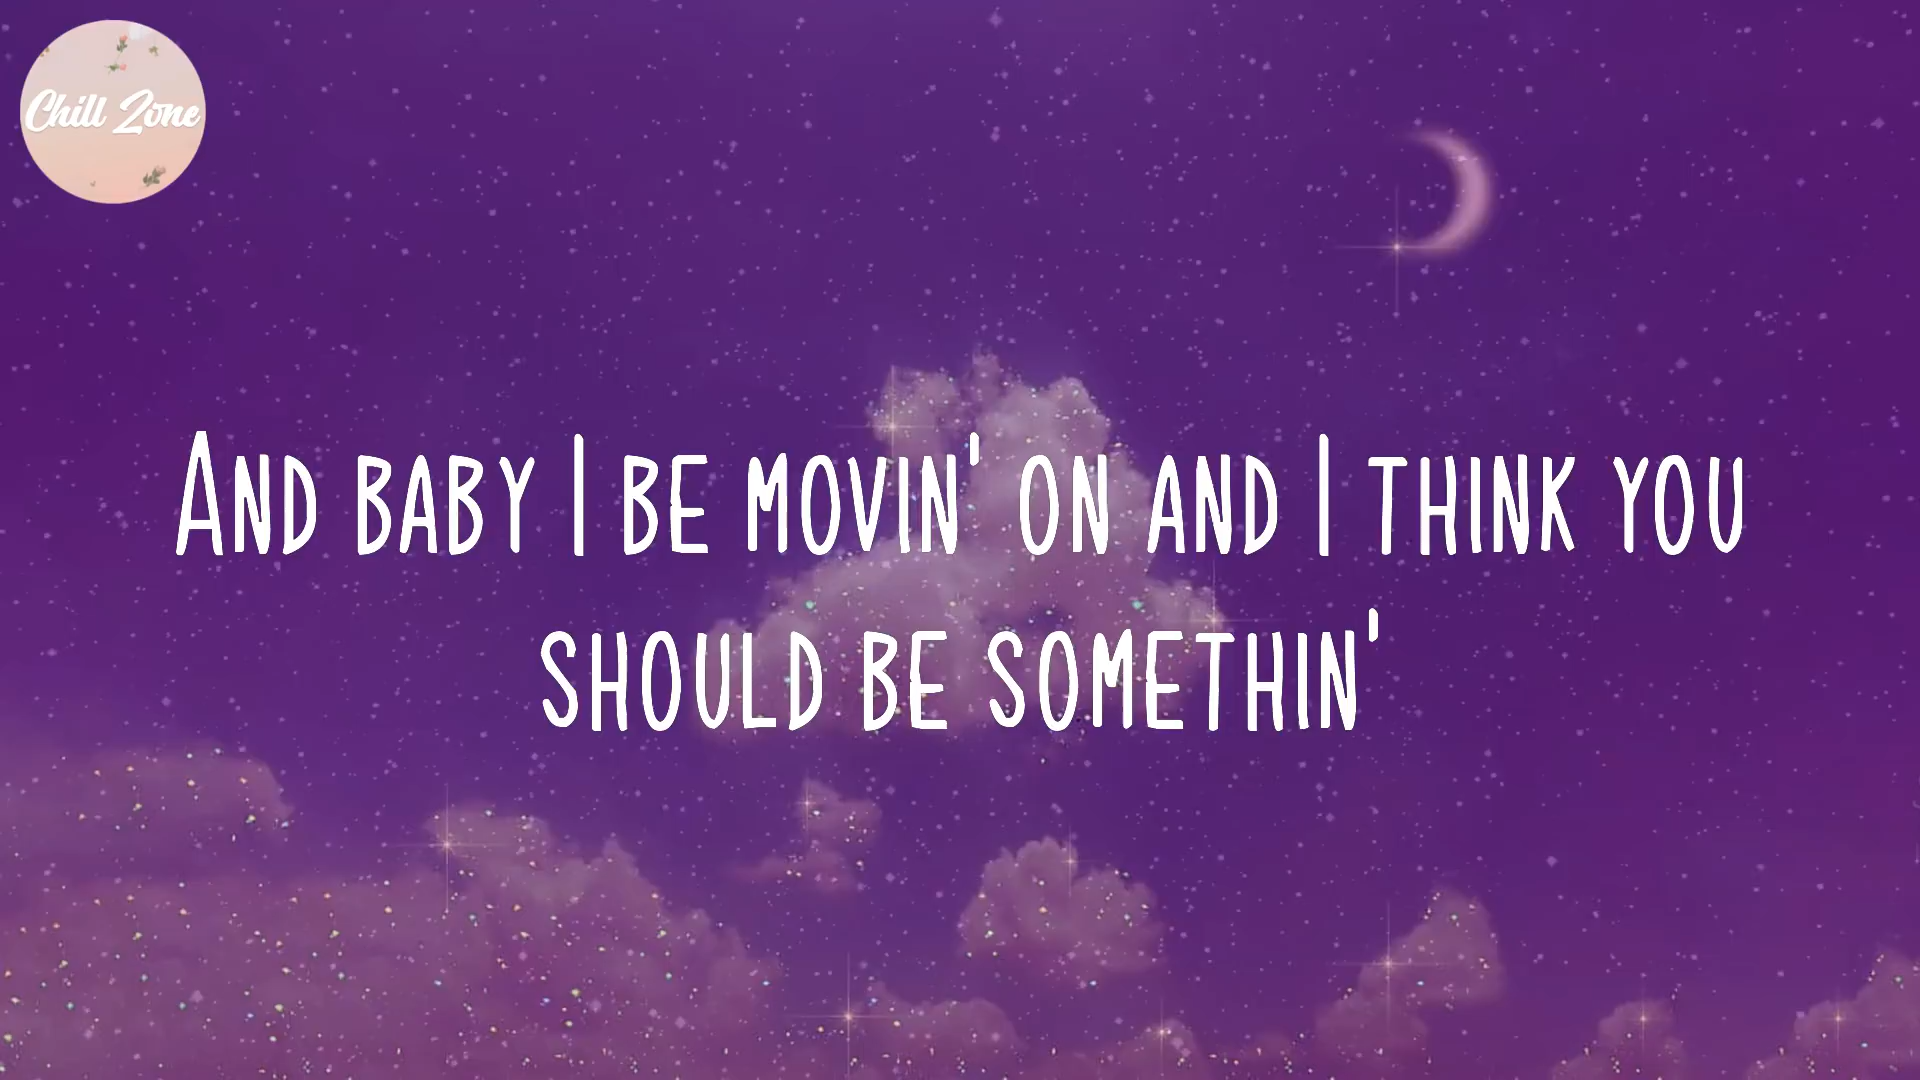 Chill Zone
And baby I be movin' on and I think you
should be somethin'